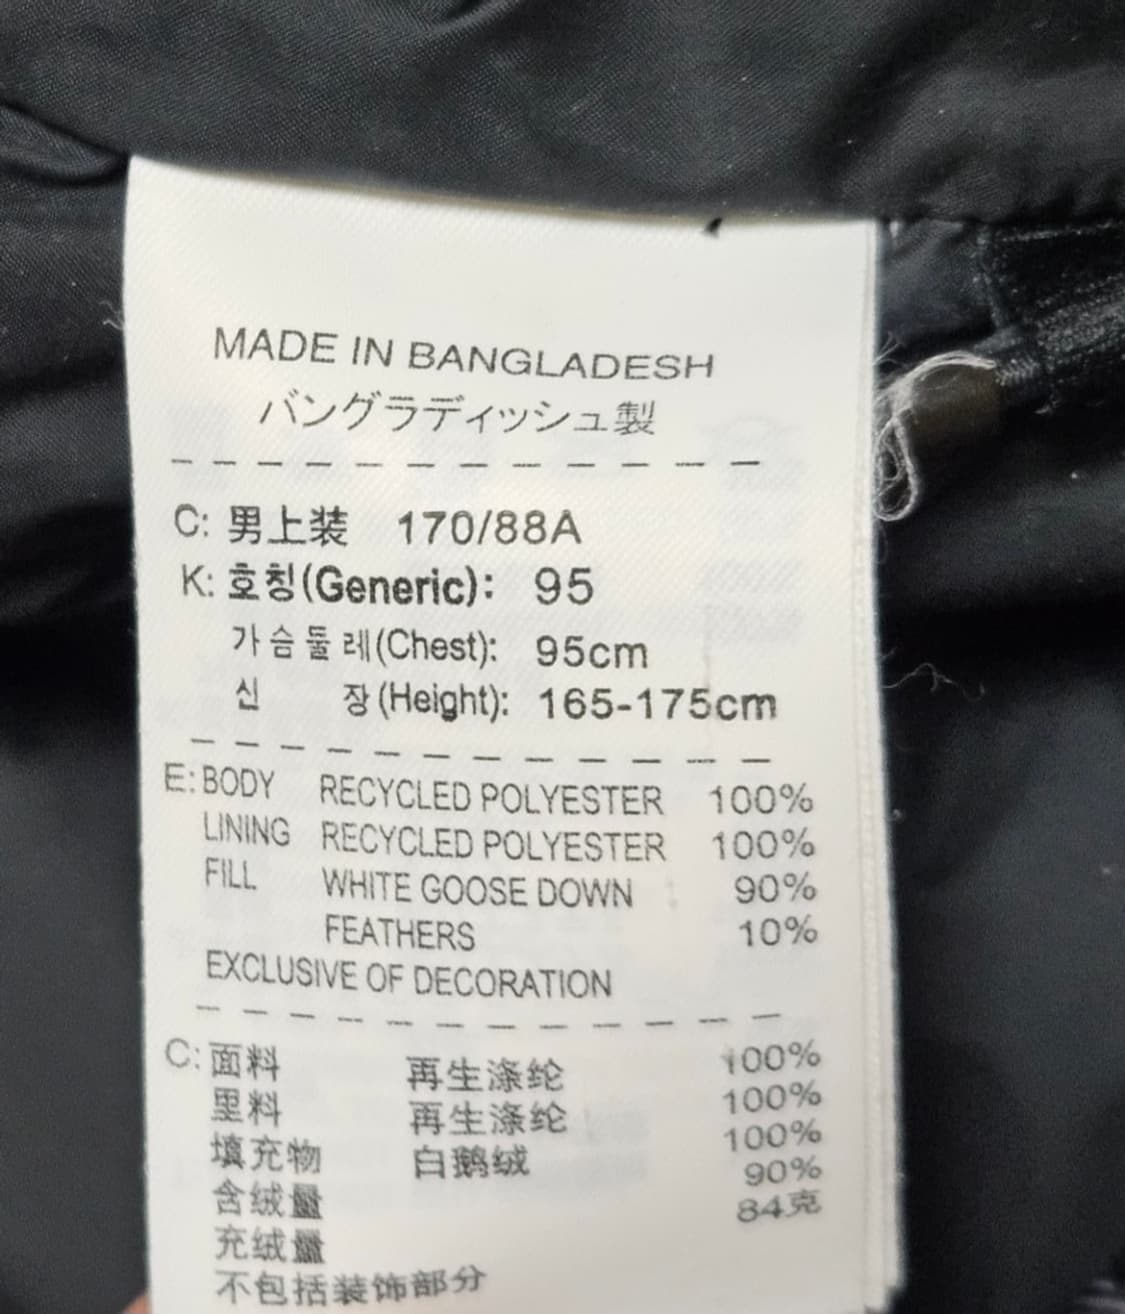 MADE IN BANGLADESH
バングラディッシュ製
C: 男上装 170/88A
K: 호칭(Generic): 95
가슴둘레(Chest): 95cm
신 장(Height): 165-175cm
E: BODY RECYCLED POLYESTER 100%
LINING RECYCLED POLYESTER 100%
FILL WHITE GOOSE DOWN 90%
FEATHERS 10%
EXCLUSIVE OF DECORATION
C: 面料 再生涤纶 100%
里料 再生涤纶 100%
填充物 白鹅绒 100%
含绒量 90%
充绒量 84克
不包括装饰部分